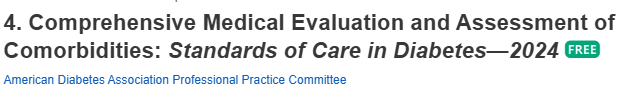 4. Comprehensive Medical Evaluation and Assessment of
Comorbidities: Standards of Care in Diabetes—2024 FREE
American Diabetes Association Professional Practice Committee